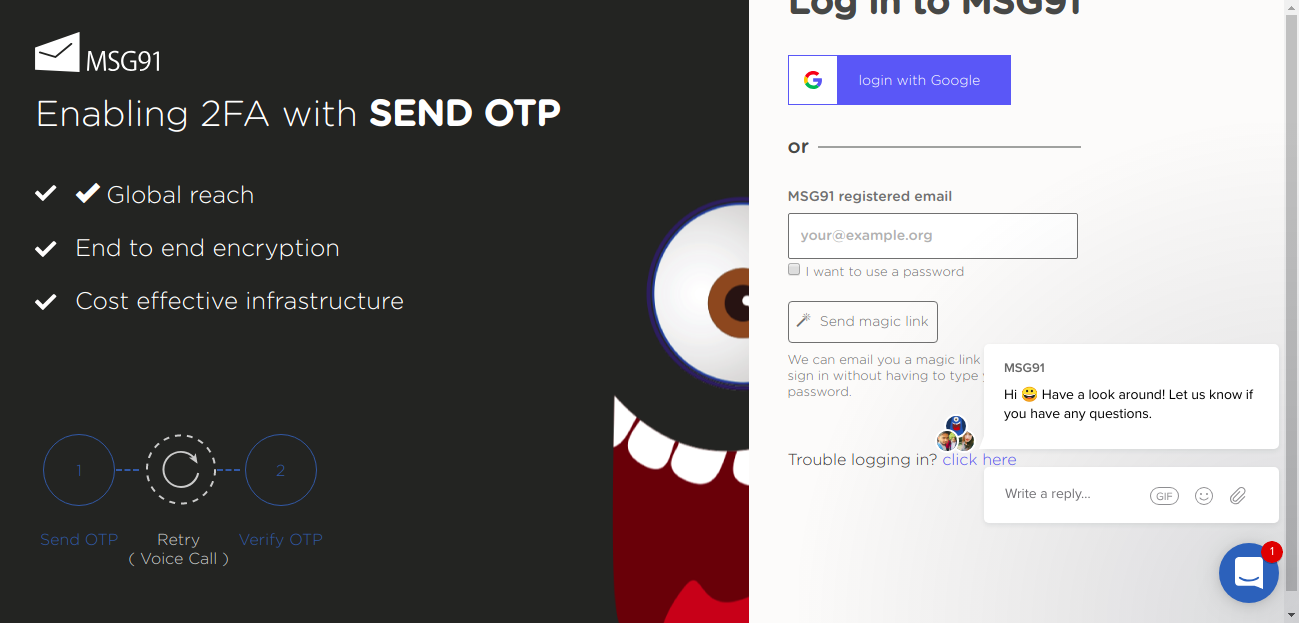 MSG91
Enabling 2FA with SEND OTP
Global reach
End to end encryption
Cost effective infrastructure
1
2
Send OTP
Retry
( Voice Call )
Verify OTP
Log in to MSG91
login with Google
or
MSG91 registered email
your@example.org
I want to use a password
Send magic link
We can email you a magic link
sign in without having to type
password.
Trouble logging in? click here
MSG91
Hi 😀 Have a look around! Let us know if
you have any questions.
Write a reply...
GIF
1